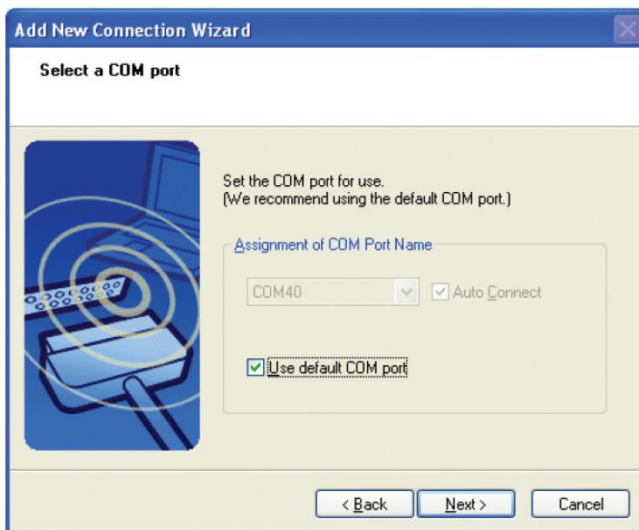 Add New Connection Wizard
Select a COM port
Set the COM port for use.
(We recommend using the default COM port.)
Assignment of COM Port Name
COM40
Auto Connect
Use default COM port
< Back
Next >
Cancel